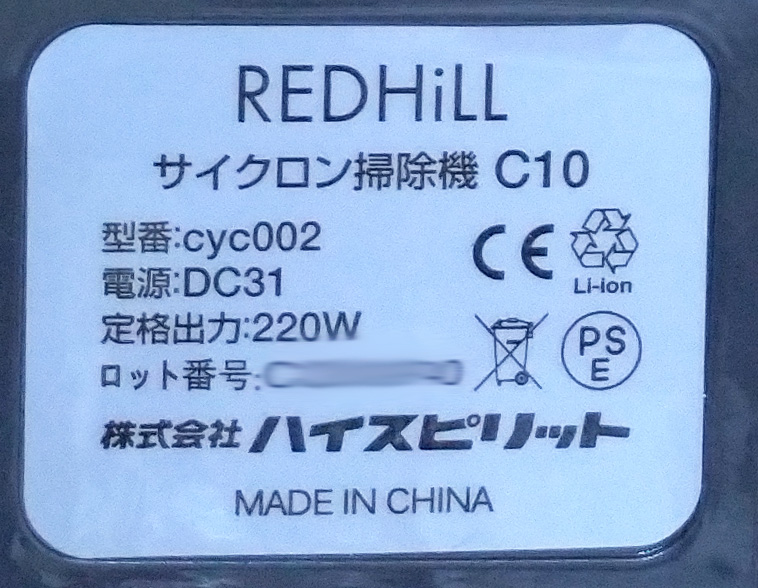 REDHiLL
サイクロン掃除機 C10
型番:cyc002
電源:DC31
定格出力:220W
ロット番号:
CE
Li-ion
PS
E
株式会社ハイスピリット
MADE IN CHINA